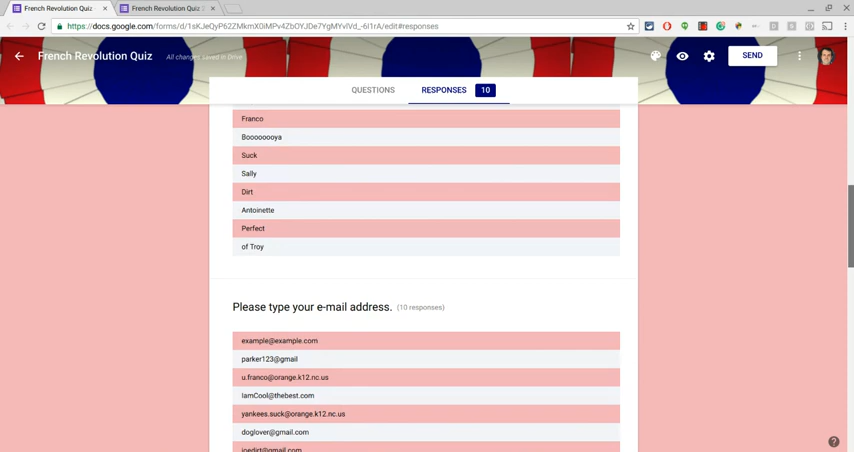 French Revolution Quiz
French Revolution Quiz
https://docs.google.com/forms/d/1sKJeQyP62ZMkmX0iMPv4ZbOYJDe7YgMYvlVd_-6l1rA/edit#responses
French Revolution Quiz
All changes saved in Drive
SEND
QUESTIONS
RESPONSES
10
Franco
Boooooooya
Suck
Sally
Dirt
Antoinette
Perfect
of Troy
Please type your e-mail address. (10 responses)
example@example.com
parker123@gmail
u.franco@orange.k12.nc.us
IamCool@thebest.com
yankees.suck@orange.k12.nc.us
doglover@gmail.com
joedirt@gmail.com